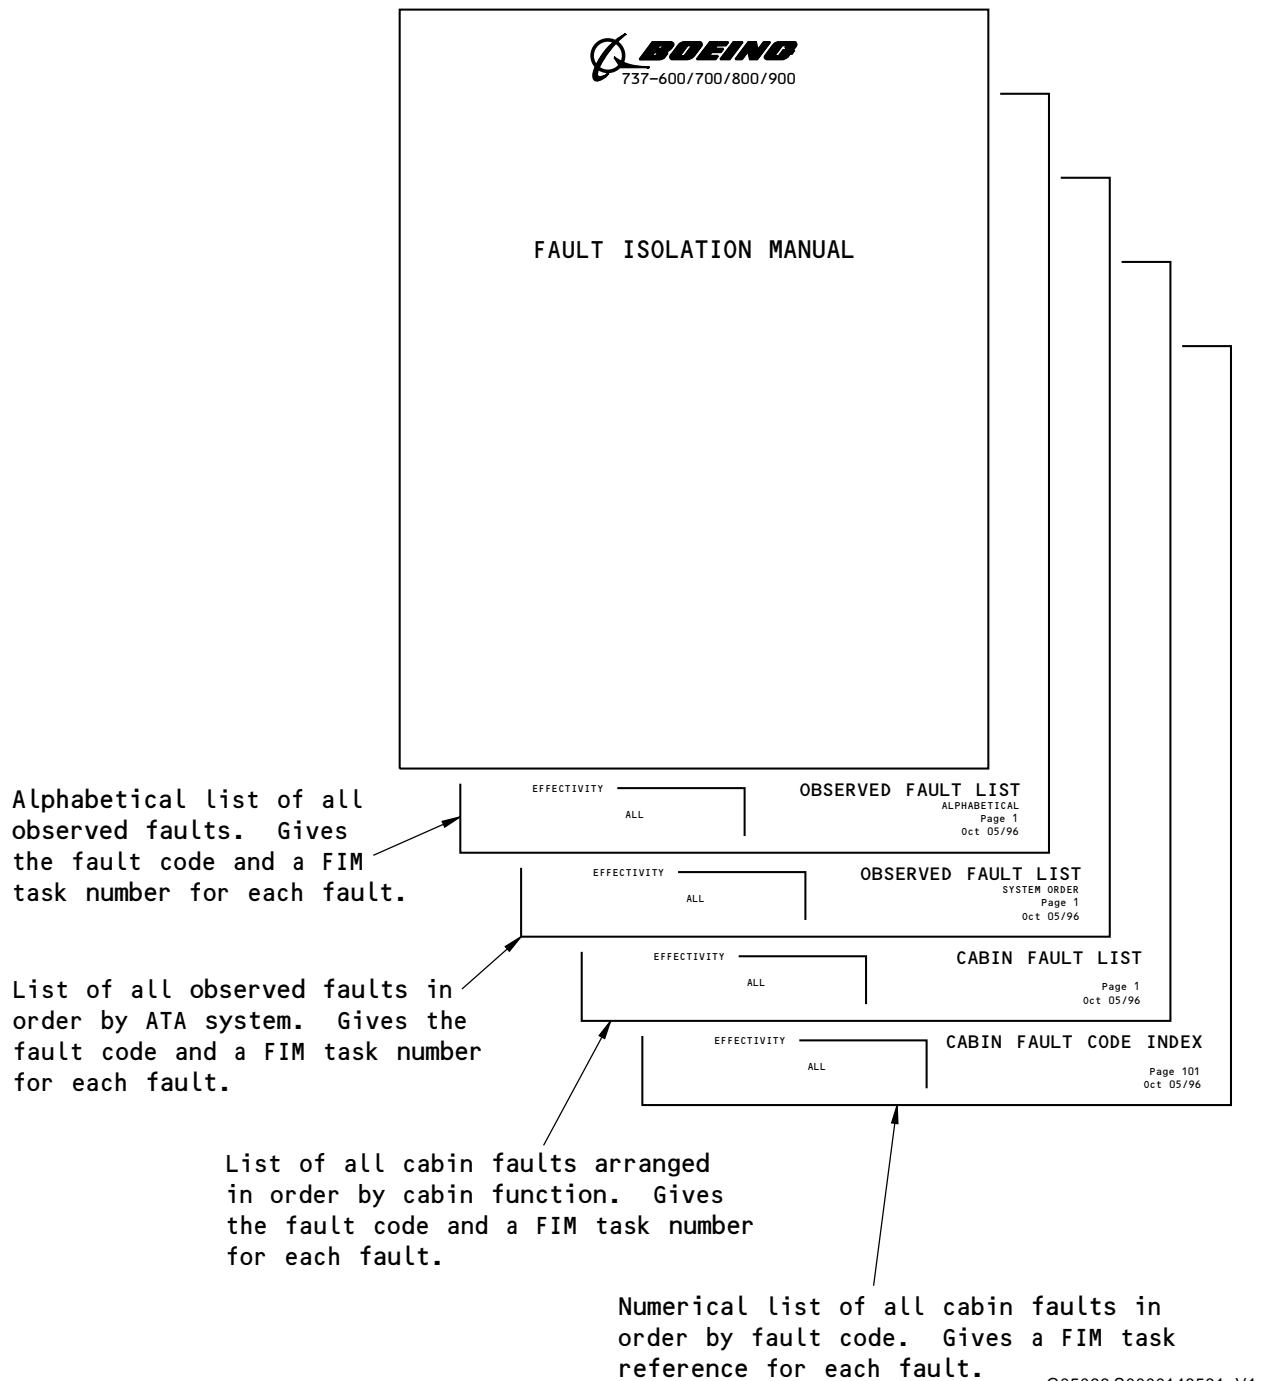 BOEING
737-600/700/800/900
FAULT ISOLATION MANUAL
EFFECTIVITY
ALL
OBSERVED FAULT LIST
ALPHABETICAL
Page 1
Oct 05/96
Alphabetical list of all
observed faults. Gives
the fault code and a FIM
task number for each fault.
EFFECTIVITY
ALL
OBSERVED FAULT LIST
SYSTEM ORDER
Page 1
Oct 05/96
List of all observed faults in
order by ATA system. Gives the
fault code and a FIM task number
for each fault.
EFFECTIVITY
ALL
CABIN FAULT LIST
Page 1
Oct 05/96
List of all cabin faults arranged
in order by cabin function. Gives
the fault code and a FIM task number
for each fault.
EFFECTIVITY
ALL
CABIN FAULT CODE INDEX
Page 101
Oct 05/96
Numerical list of all cabin faults in
order by fault code. Gives a FIM task
reference for each fault.